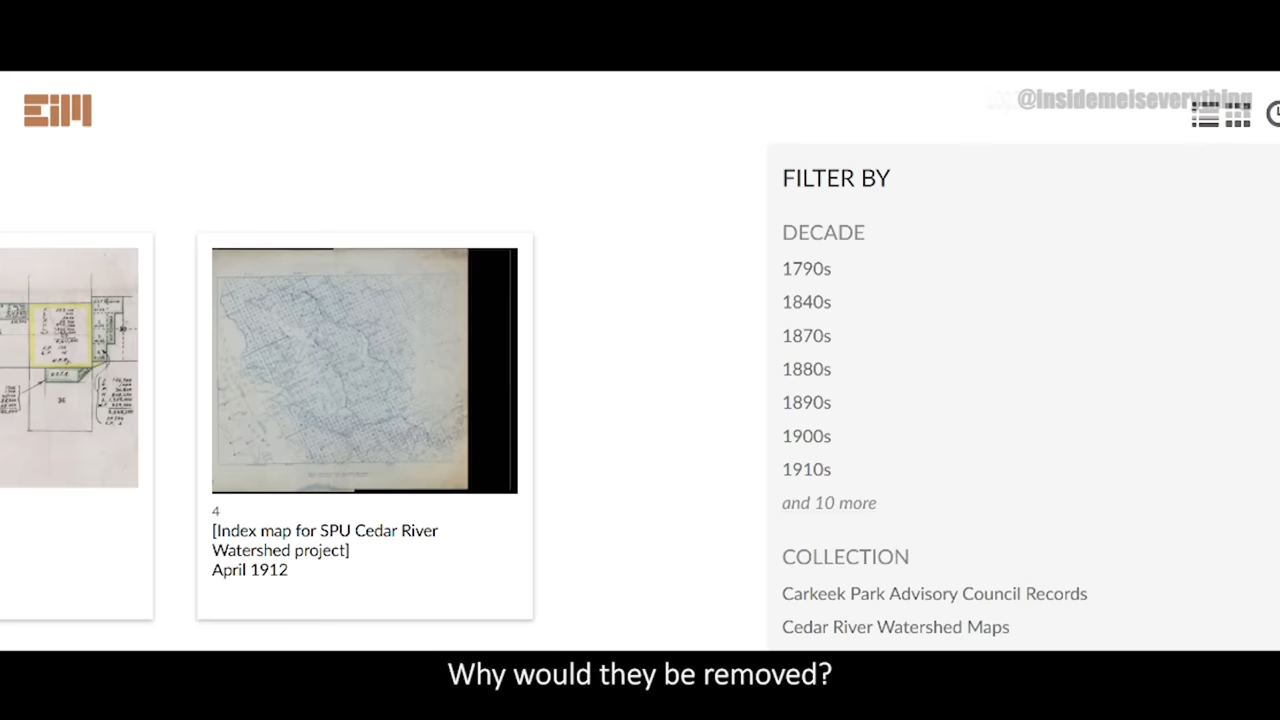 EiM
@insidemeiseverything
FILTER BY
DECADE
1790s
1840s
1870s
1880s
1890s
1900s
1910s
and 10 more
COLLECTION
Carkeek Park Advisory Council Records
Cedar River Watershed Maps
36
4
[Index map for SPU Cedar River
Watershed project]
April 1912
Why would they be removed?